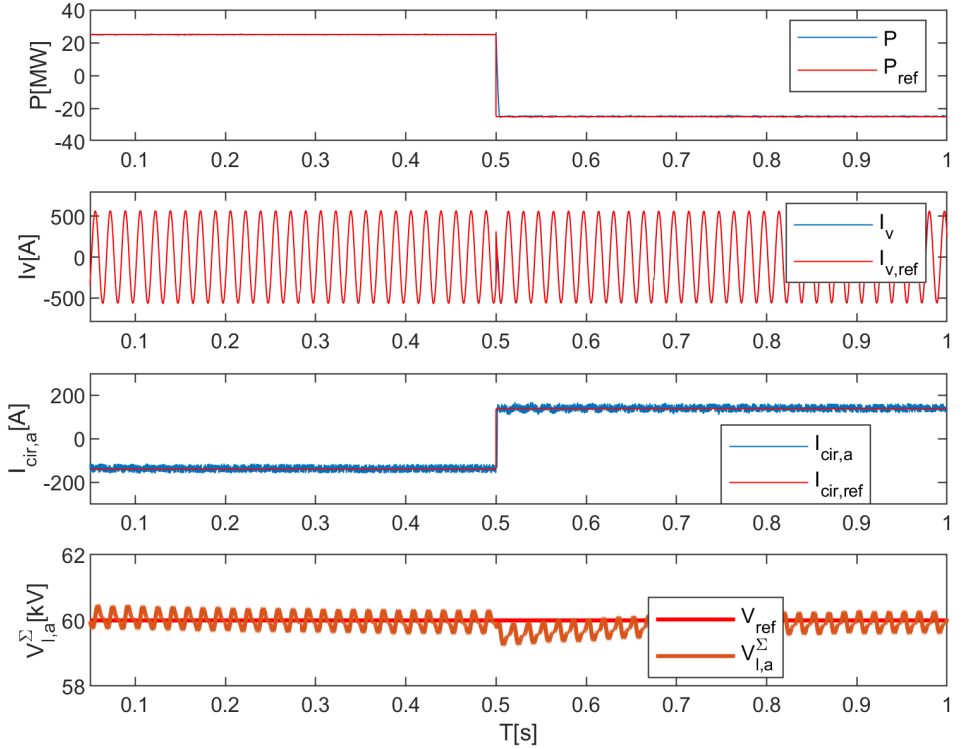 40
20
0
-20
-40
P[MW]
P
P_ref
0.1 0.2 0.3 0.4 0.5 0.6 0.7 0.8 0.9 1
500
0
-500
Iv[A]
I_v
I_v,ref
0.1 0.2 0.3 0.4 0.5 0.6 0.7 0.8 0.9 1
200
0
-200
I_cir,a[A]
I_cir,a
I_cir,ref
0.1 0.2 0.3 0.4 0.5 0.6 0.7 0.8 0.9 1
62
60
58
V_l,a^Σ[kV]
V_ref
V_l,a^Σ
0.1 0.2 0.3 0.4 0.5 0.6 0.7 0.8 0.9 1
T[s]